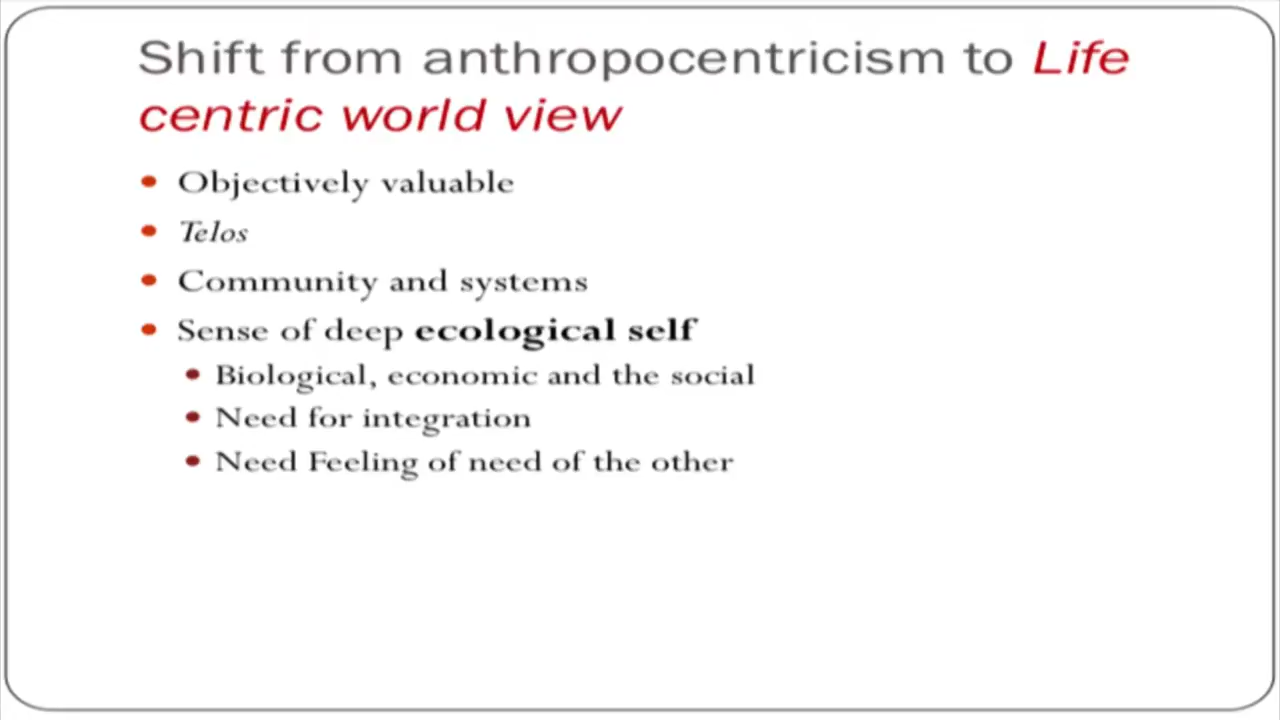 Shift from anthropocentricism to Life
centric world view
• Objectively valuable
• Telos
• Community and systems
• Sense of deep ecological self
• Biological, economic and the social
• Need for integration
• Need Feeling of need of the other